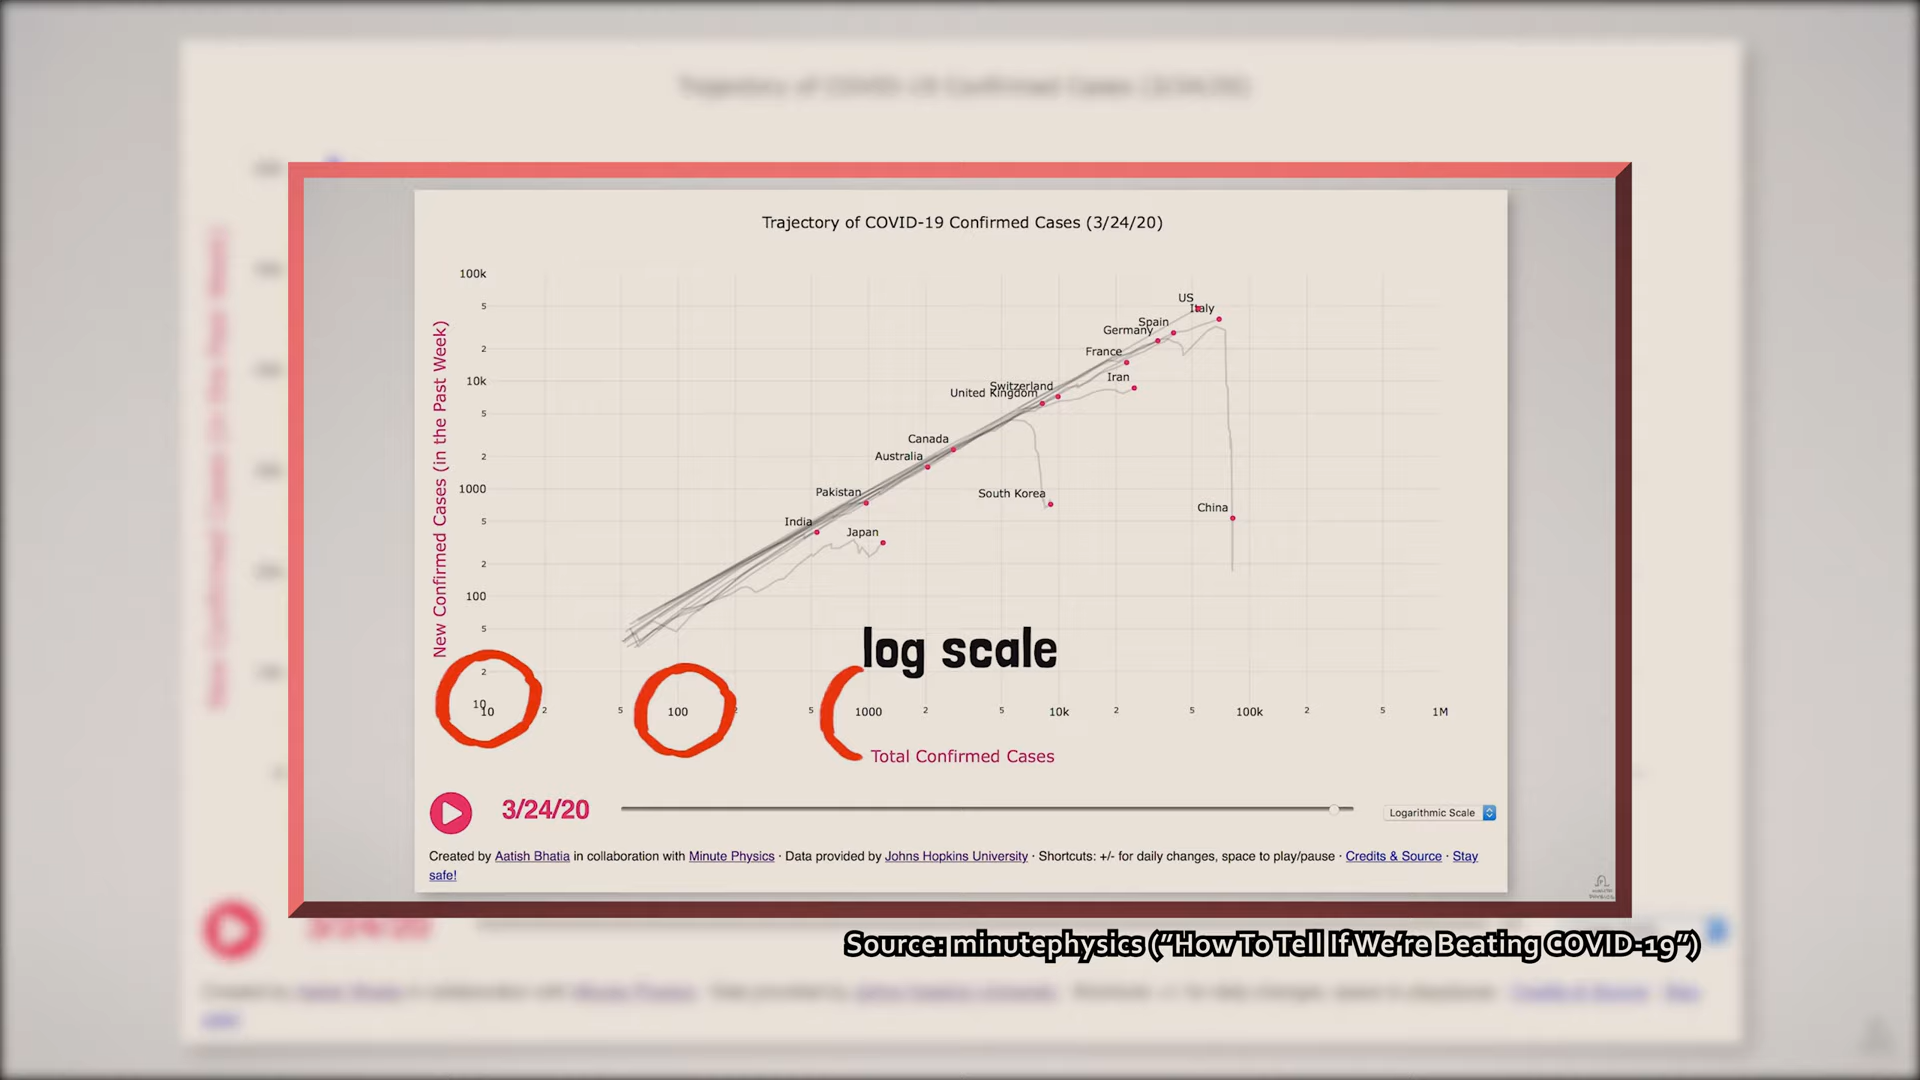 Trajectory of COVID-19 Confirmed Cases (3/24/20)
New Confirmed Cases (in the Past Week)
100k
5
2
10k
5
2
1000
5
2
100
5
2
10
US
Italy
Spain
Germany
France
Iran
Switzerland
United Kingdom
Canada
Australia
Pakistan
South Korea
China
India
Japan
log scale
10 2 5 100 2 5 1000 2 5 10k 2 5 100k 2 5 1M
Total Confirmed Cases
3/24/20
Logarithmic Scale
Created by Aatish Bhatia in collaboration with Minute Physics · Data provided by Johns Hopkins University · Shortcuts: +/- for daily changes, space to play/pause · Credits & Source · Stay
safe!
Source: minutephysics (“How To Tell If We’re Beating COVID-19”)